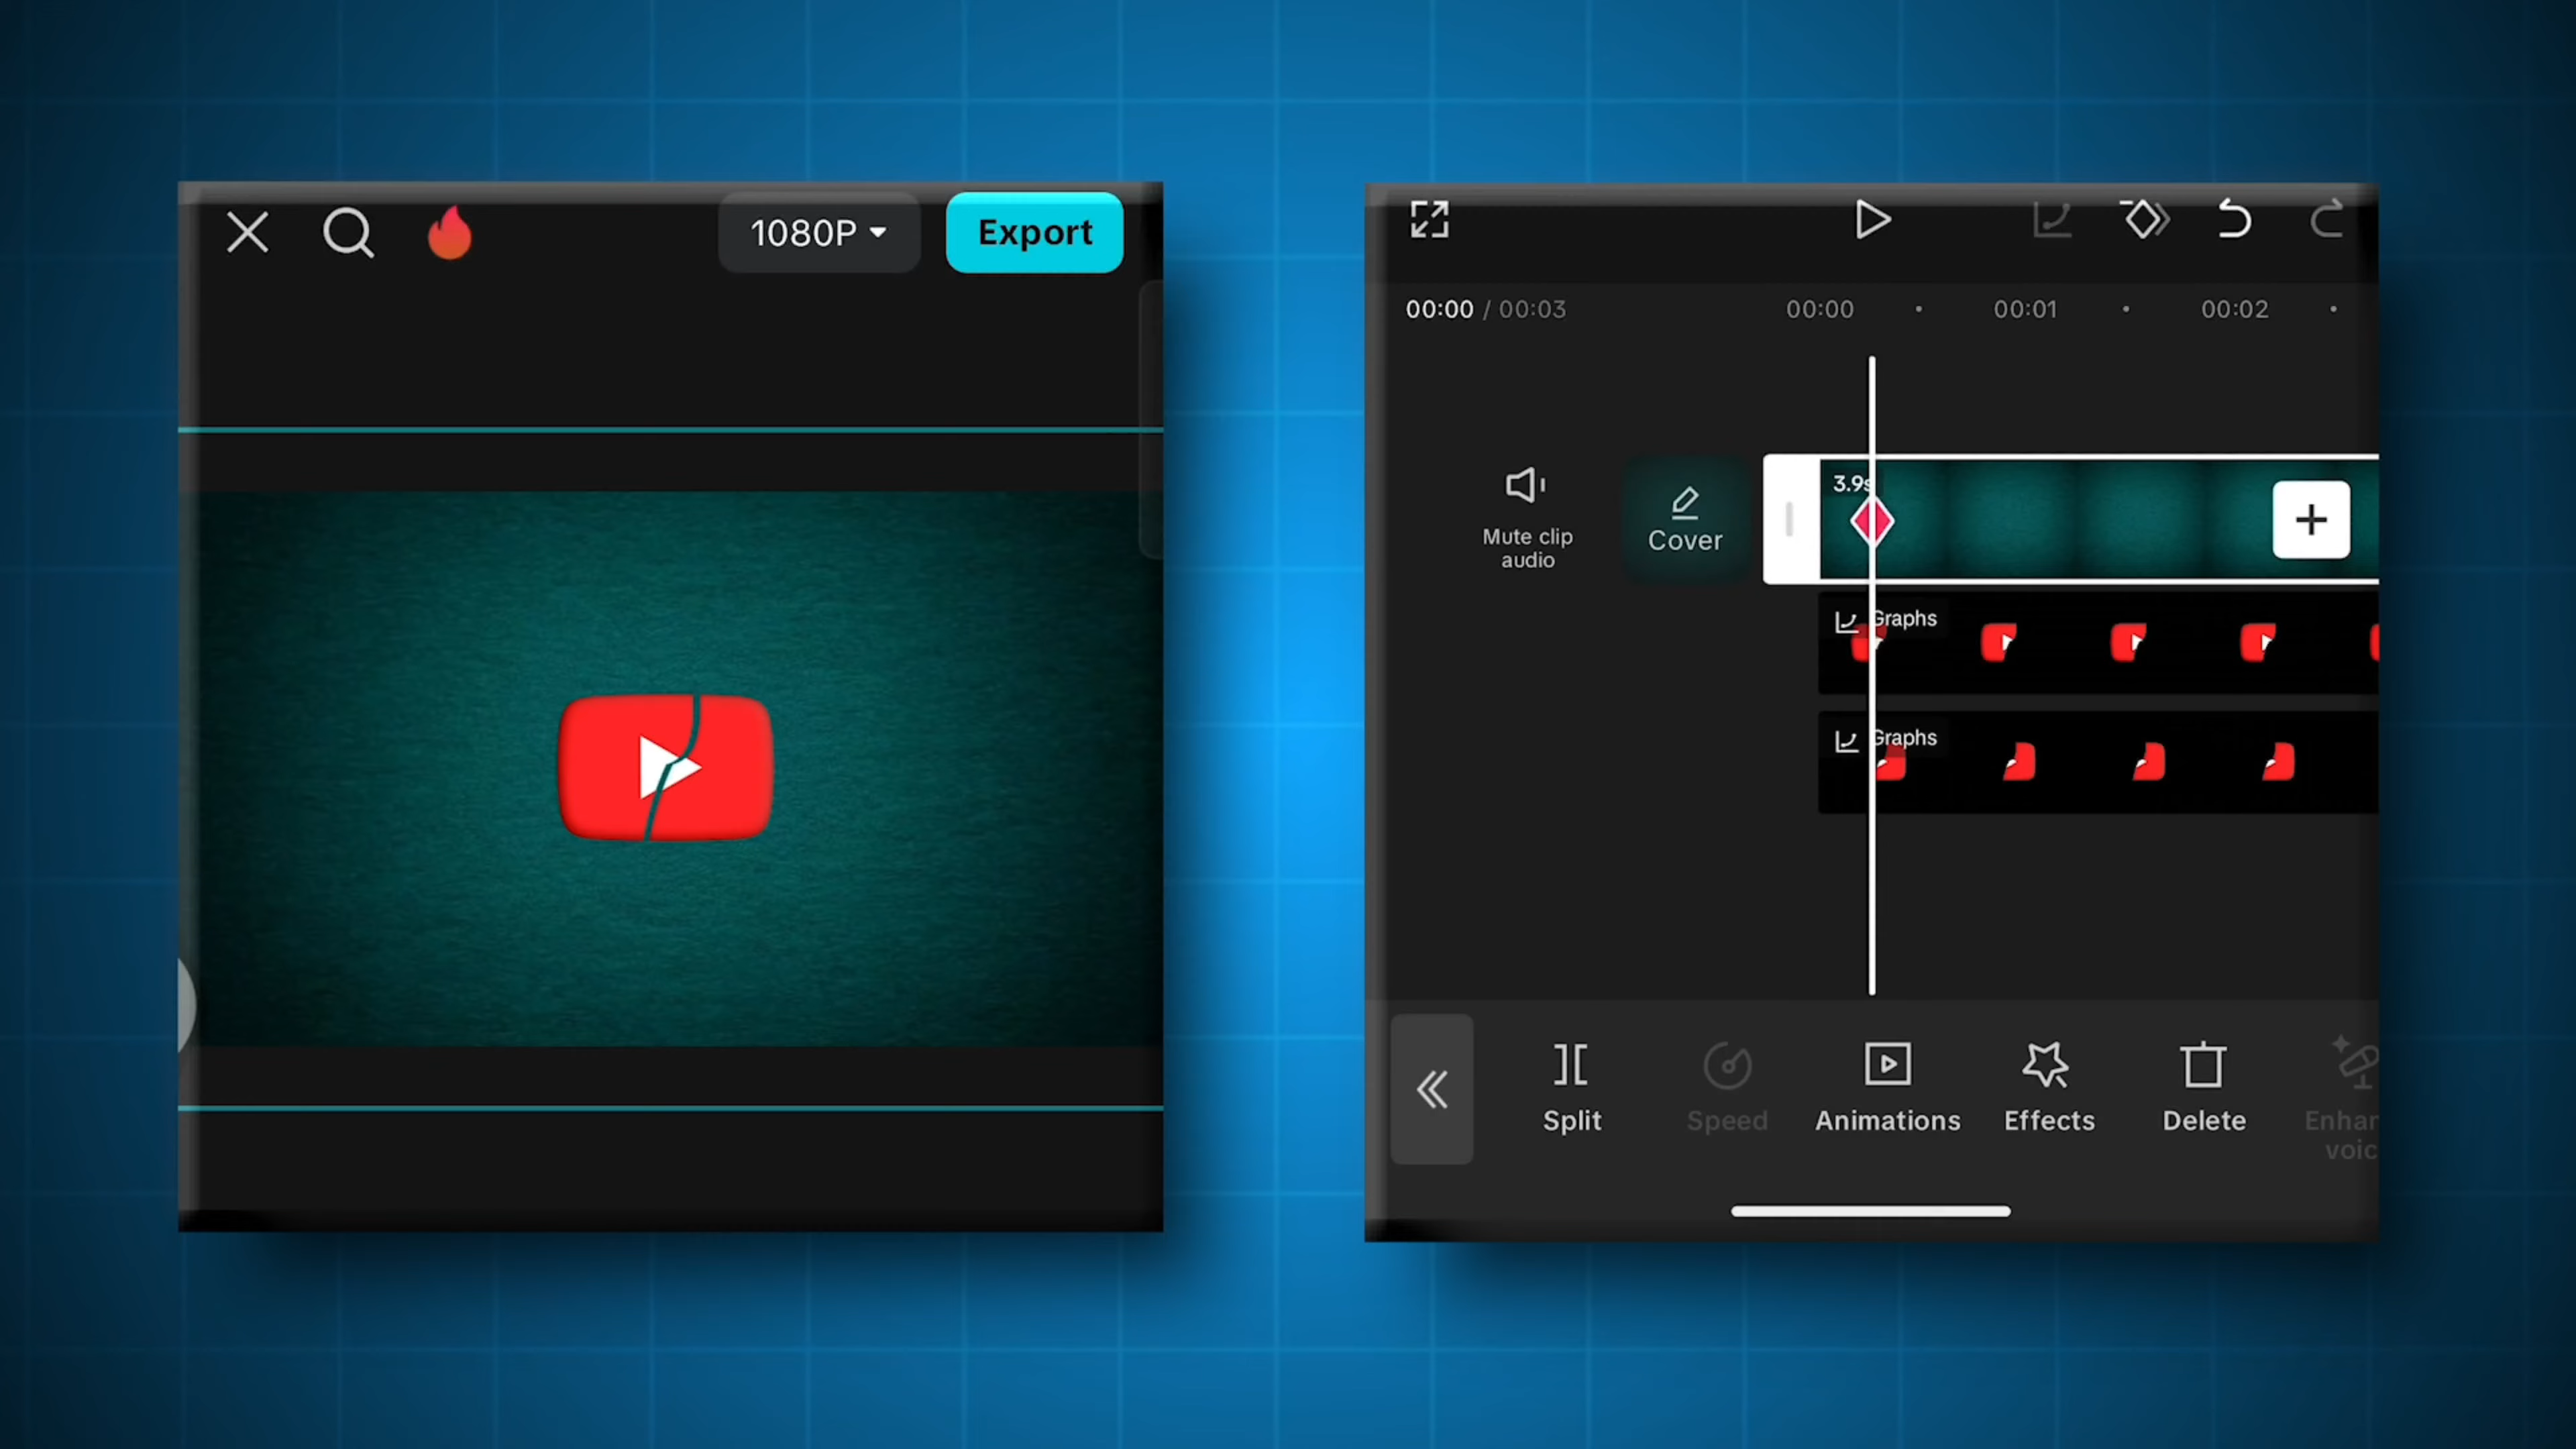 1080P
Export
00:00 / 00:03
00:00
00:01
00:02
3.9s
Mute clip
audio
Cover
Graphs
Graphs
Split
Speed
Animations
Effects
Delete